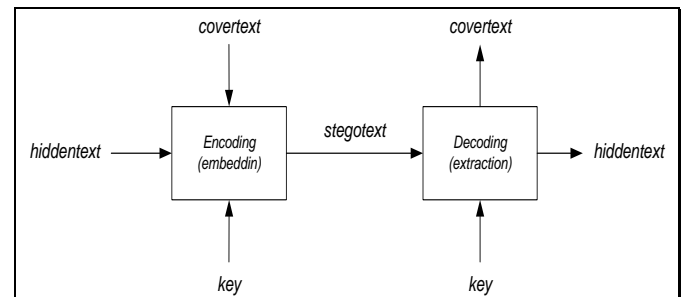 covertext
covertext
hiddentext
Encoding
(embeddin)
stegotext
Decoding
(extraction)
hiddentext
key
key